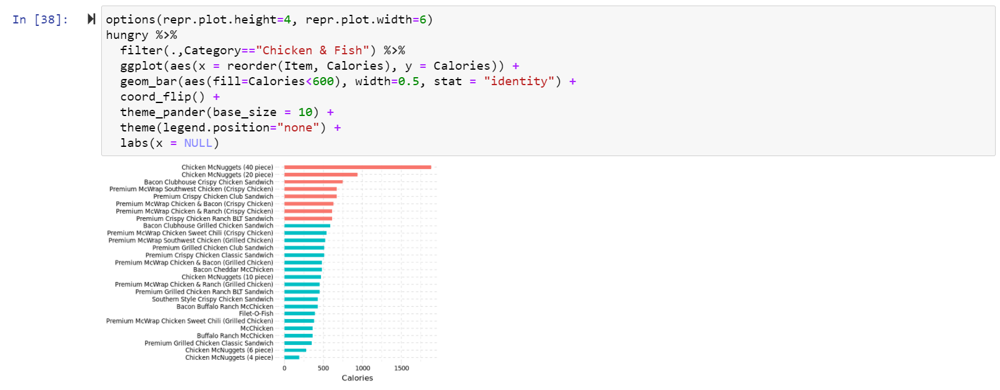 In [38]:
options(repr.plot.height=4, repr.plot.width=6)
hungry %>%
  filter(.,Category=="Chicken & Fish") %>%
  ggplot(aes(x = reorder(Item, Calories), y = Calories)) +
  geom_bar(aes(fill=Calories<600), width=0.5, stat = "identity") +
  coord_flip() +
  theme_pander(base_size = 10) +
  theme(legend.position="none") +
  labs(x = NULL)
Chicken McNuggets (40 piece)
Chicken McNuggets (20 piece)
Bacon Clubhouse Crispy Chicken Sandwich
Premium McWrap Southwest Chicken (Crispy Chicken)
Premium Crispy Chicken Club Sandwich
Premium McWrap Chicken & Bacon (Crispy Chicken)
Premium McWrap Chicken & Ranch (Crispy Chicken)
Premium Crispy Chicken Ranch BLT Sandwich
Bacon Clubhouse Grilled Chicken Sandwich
Premium McWrap Chicken Sweet Chili (Crispy Chicken)
Premium McWrap Southwest Chicken (Grilled Chicken)
Premium Grilled Chicken Club Sandwich
Premium Crispy Chicken Classic Sandwich
Premium McWrap Chicken & Bacon (Grilled Chicken)
Bacon Cheddar McChicken
Chicken McNuggets (10 piece)
Premium McWrap Chicken & Ranch (Grilled Chicken)
Premium Grilled Chicken Ranch BLT Sandwich
Southern Style Crispy Chicken Sandwich
Bacon Buffalo Ranch McChicken
Filet-O-Fish
Premium McWrap Chicken Sweet Chili (Grilled Chicken)
McChicken
Buffalo Ranch McChicken
Premium Grilled Chicken Classic Sandwich
Chicken McNuggets (6 piece)
Chicken McNuggets (4 piece)
0 500 1000 1500
Calories